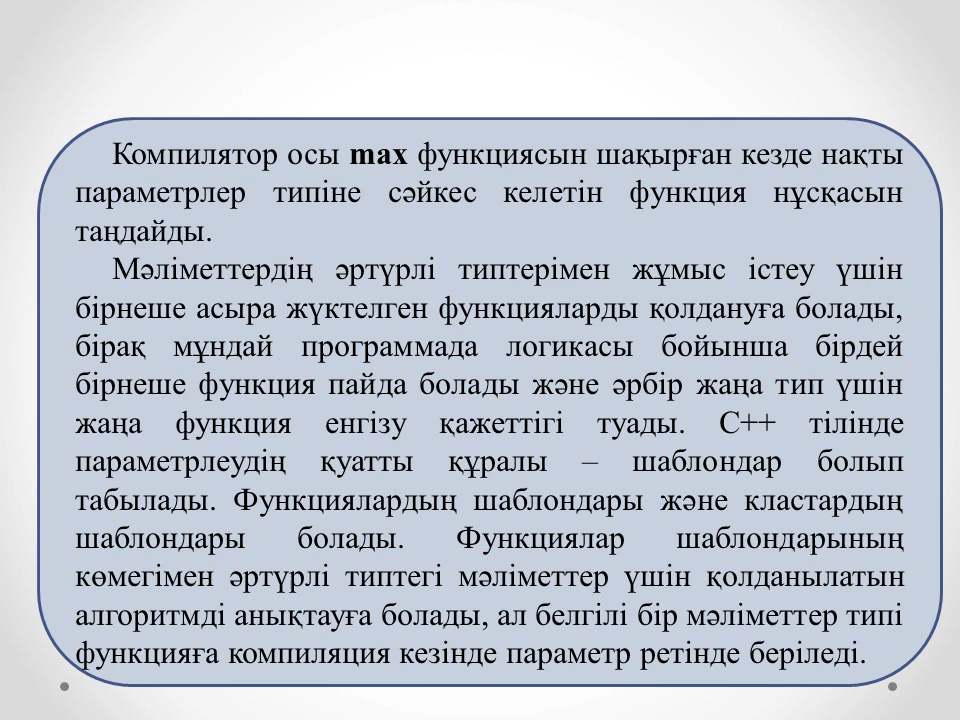 Компилятор осы max функциясын шақырған кезде нақты
параметрлер типіне сәйкес келетін функция нұсқасын
таңдайды.
Мәліметтердің әртүрлі типтерімен жұмыс істеу үшін
бірнеше асыра жүктелген функцияларды қолдануға болады,
бірақ мұндай программада логикасы бойынша бірдей
бірнеше функция пайда болады және әрбір жаңа тип үшін
жаңа функция енгізу қажеттігі туады. С++ тілінде
параметрлеудің қуатты құралы – шаблондар болып
табылады. Функциялардың шаблондары және кластардың
шаблондары болады. Функциялар шаблондарының
көмегімен әртүрлі типтегі мәліметтер үшін қолданылатын
алгоритмді анықтауға болады, ал белгілі бір мәліметтер типі
функцияға компиляция кезінде параметр ретінде беріледі.